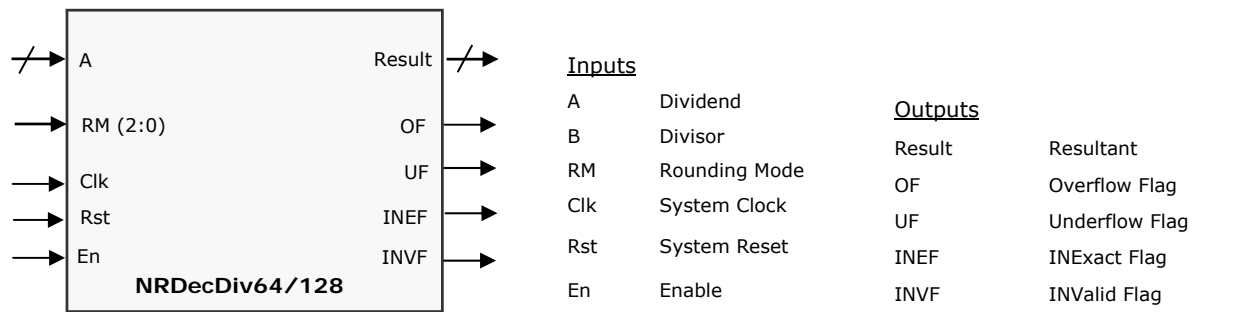 A
RM (2:0)
Clk
Rst
En
Result
OF
UF
INEF
INVF
NRDecDiv64/128
Inputs
A Dividend
B Divisor
RM Rounding Mode
Clk System Clock
Rst System Reset
En Enable
Outputs
Result Resultant
OF Overflow Flag
UF Underflow Flag
INEF INExact Flag
INVF INValid Flag